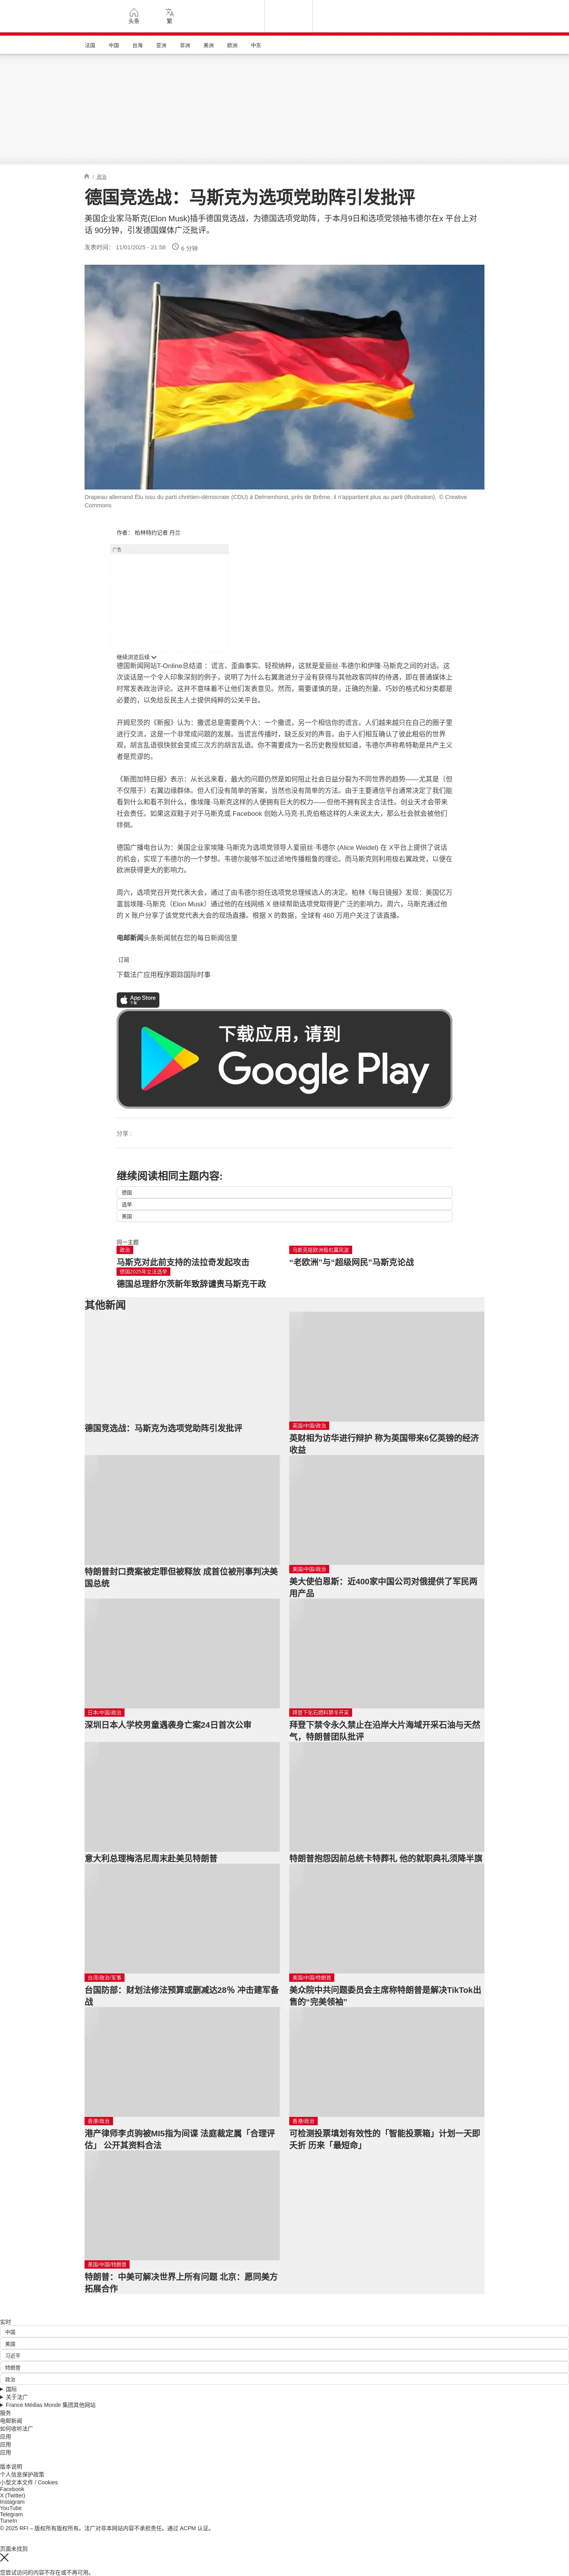 头条
繁
法国 中国 台海 亚洲 非洲 美洲 欧洲 中东
/ 政治
德国竞选战：马斯克为选项党助阵引发批评
美国企业家马斯克(Elon Musk)插手德国竞选战，为德国选项党助阵，于本月9日和选项党领袖韦德尔在x 平台上对
话 90分钟，引发德国媒体广泛批评。
发表时间： 11/01/2025 - 21:58 6 分钟
Drapeau allemand Élu issu du parti chrétien-démocrate (CDU) à Delmenhorst, près de Brême, il n'appartient plus au parti (illustration). © Creative
Commons
作者： 柏林特约记者 丹兰
广告
继续浏览后续
德国新闻网站T-Online总结道 ：谎言、歪曲事实、轻视纳粹，这就是爱丽丝·韦德尔和伊隆·马斯克之间的对话。这
次谈话是一个令人印象深刻的例子，说明了为什么右翼激进分子没有获得与其他政客同样的待遇，即在普通媒体上
时常发表政治评论。这并不意味着不让他们发表意见。然而，需要谨慎的是，正确的剂量、巧妙的格式和分类都是
必要的，以免给反民主人士提供纯粹的公关平台。
开姆尼茨的《新报》认为：撒谎总是需要两个人：一个撒谎，另一个相信你的谎言。人们越来越只在自己的圈子里
进行交流，这是一个非常成问题的发展。当谎言传播时，缺乏反对的声音。由于人们相互确认了彼此粗俗的世界
观，胡言乱语很快就会变成三次方的胡言乱语。你不需要成为一名历史教授就知道，韦德尔声称希特勒是共产主义
者是荒谬的。
《斯图加特日报》表示：从长远来看，最大的问题仍然是如何阻止社会日益分裂为不同世界的趋势——尤其是（但
不仅限于）右翼边缘群体。但人们没有简单的答案，当然也没有简单的方法。由于主要通信平台通常决定了我们能
看到什么和看不到什么，像埃隆·马斯克这样的人便拥有巨大的权力——但他不拥有民主合法性。创业天才会带来
社会责任。如果这双鞋子对于马斯克或 Facebook 创始人马克·扎克伯格这样的人来说太大，那么社会就会被他们
绊倒。
德国广播电台认为：美国企业家埃隆·马斯克为选项党领导人爱丽丝·韦德尔 (Alice Weidel) 在 X平台上提供了说话
的机会，实现了韦德尔的一个梦想。韦德尔能够不加过滤地传播粗鲁的理论。而马斯克则利用极右翼政党，以便在
欧洲获得更大的影响力。
周六，选项党召开党代表大会，通过了由韦德尔担任选项党总理候选人的决定。柏林《每日镜报》发现：美国亿万
富翁埃隆-马斯克（Elon Musk）通过他的在线网络 X 继续帮助选项党取得更广泛的影响力。周六，马斯克通过他
的 X 账户分享了该党党代表大会的现场直播。根据 X 的数据，全球有 460 万用户关注了该直播。
电邮新闻头条新闻就在您的每日新闻信里
订阅
下载法广应用程序跟踪国际时事
App Store
下载
下载应用，请到
Google Play
分享 :
继续阅读相同主题内容:
德国
选举
美国
同一主题
政治
马斯克对此前支持的法拉奇发起攻击
马斯克挺欧洲极右翼风波
“老欧洲”与“超级网民”马斯克论战
德国2025年立法选举
德国总理舒尔茨新年致辞谴责马斯克干政
其他新闻
德国竞选战：马斯克为选项党助阵引发批评
英国/中国/政治
英财相为访华进行辩护 称为英国带来6亿英镑的经济
收益
特朗普封口费案被定罪但被释放 成首位被刑事判决美
国总统
美国/中国/政治
美大使伯恩斯：近400家中国公司对俄提供了军民两
用产品
日本/中国/政治
深圳日本人学校男童遇袭身亡案24日首次公审
拜登下化石燃料禁令开采
拜登下禁令永久禁止在沿岸大片海域开采石油与天然
气，特朗普团队批评
意大利总理梅洛尼周末赴美见特朗普
特朗普抱怨因前总统卡特葬礼 他的就职典礼须降半旗
台湾/政治/军事
台国防部：财划法修法预算或删减达28% 冲击建军备
战
美国/中国/特朗普
美众院中共问题委员会主席称特朗普是解决TikTok出
售的“完美领袖”
香港/政治
港产律师李贞驹被MI5指为间谍 法庭裁定属「合理评
估」 公开其资料合法
香港/政治
可检测投票填划有效性的「智能投票箱」计划一天即
夭折 历来「最短命」
美国/中国/特朗普
特朗普：中美可解决世界上所有问题 北京：愿同美方
拓展合作
实时
中国
美国
习近平
特朗普
政治
国际
关于法广
France Médias Monde 集团其他网站
服务
电邮新闻
如何收听法广
应用
应用
应用
版本说明
个人信息保护政策
小型文本文件 / Cookies
Facebook
X (Twitter)
Instagram
YouTube
Telegram
TuneIn
© 2025 RFI – 版权所有版权所有。法广对非本网站内容不承担责任。通过 ACPM 认证。
页面未找到
您尝试访问的内容不存在或不再可用。